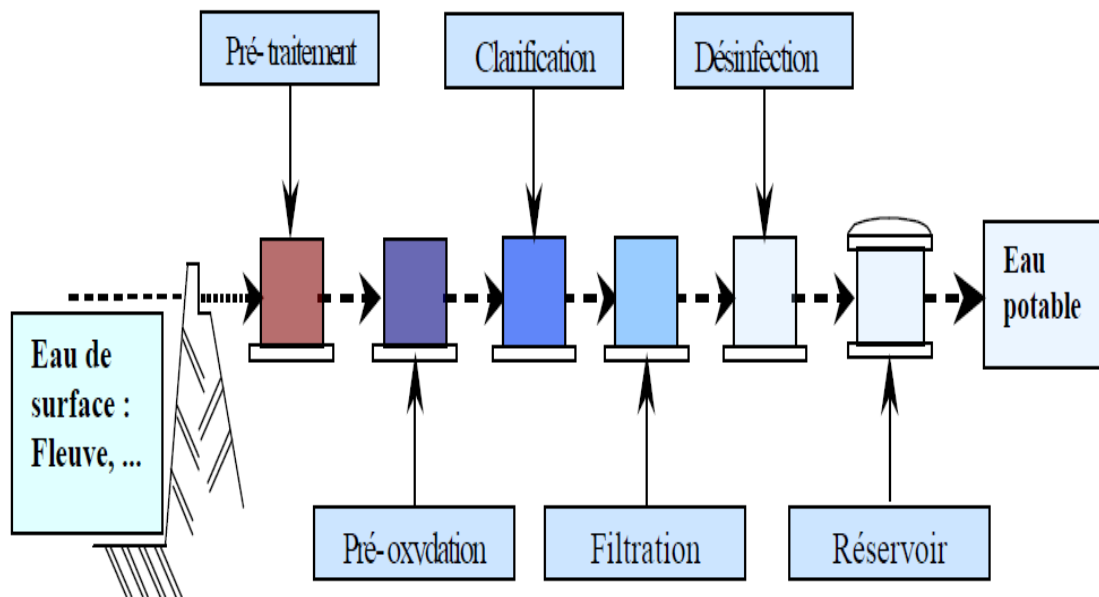 Pré-traitement
Clarification
Désinfection
Eau de
surface :
Fleuve, ...
Eau
potable
Pré-oxydation
Filtration
Réservoir